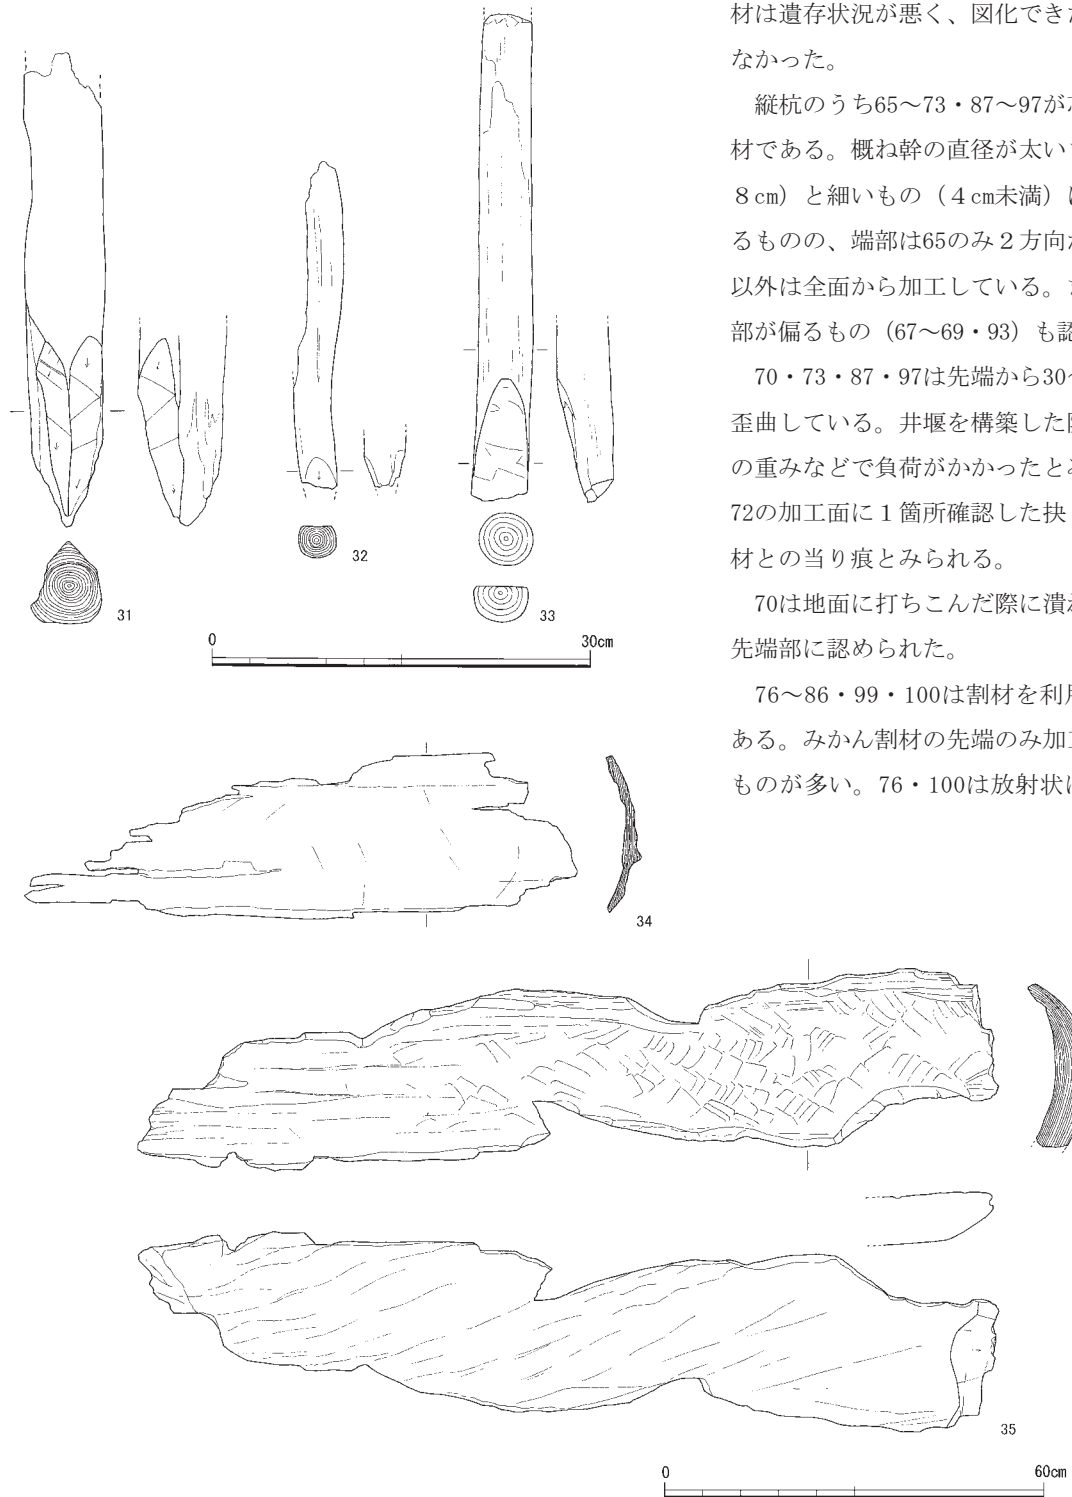 材は遺存状況が悪く、図化でき
なかった。
縦杭のうち65～73・87～97が
材である。概ね幹の直径が太い
８cm）と細いもの（４cm未満）
るものの、端部は65のみ２方向
以外は全面から加工している。
部が偏るもの（67～69・93）も
70・73・87・97は先端から30
歪曲している。井堰を構築した
の重みなどで負荷がかかったと
72の加工面に１箇所確認した抉
材との当り痕とみられる。
70は地面に打ちこんだ際に潰
先端部に認められた。
76～86・99・100は割材を利
ある。みかん割材の先端のみ加
ものが多い。76・100は放射状
31
32
33
0 30cm
34
35
0 60cm